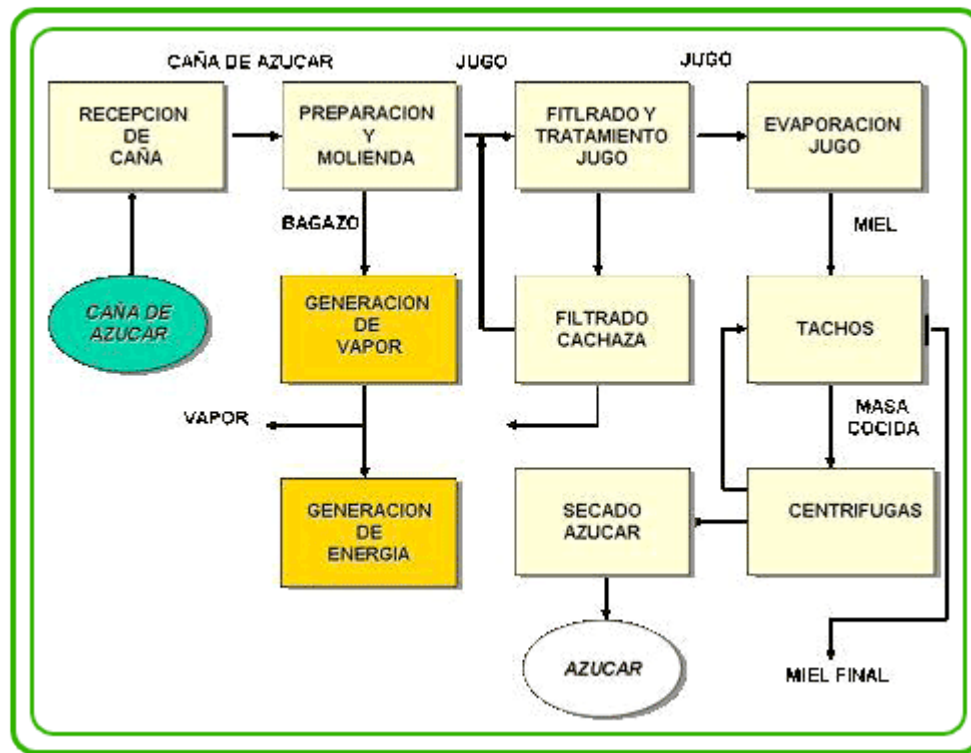 CAÑA DE AZUCAR
JUGO
JUGO
RECEPCION
DE
CAÑA
PREPARACION
Y
MOLIENDA
FITLRADO Y
TRATAMIENTO
JUGO
EVAPORACION
JUGO
BAGAZO
MIEL
CAÑA DE
AZUCAR
GENERACION
DE
VAPOR
FILTRADO
CACHAZA
TACHOS
VAPOR
MASA
COCIDA
GENERACION
DE
ENERGIA
SECADO
AZUCAR
CENTRIFUGAS
AZUCAR
MIEL FINAL